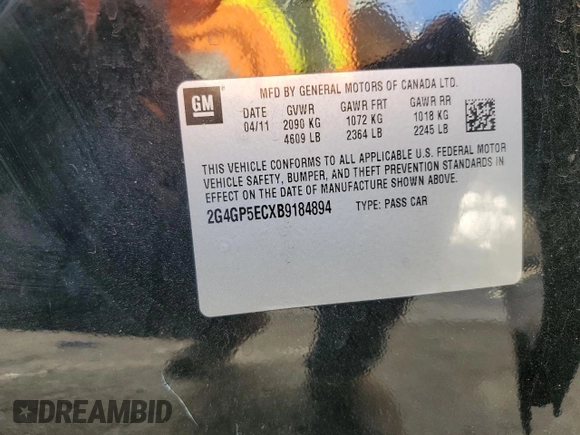 GM
MFD BY GENERAL MOTORS OF CANADA LTD.
DATE GVWR GAWR FRT GAWR RR
04/11 2090 KG 1072 KG 1018 KG
4609 LB 2364 LB 2245 LB
THIS VEHICLE CONFORMS TO ALL APPLICABLE U.S. FEDERAL MOTOR
VEHICLE SAFETY, BUMPER, AND THEFT PREVENTION STANDARDS IN
EFFECT ON THE DATE OF MANUFACTURE SHOWN ABOVE.
2G4GP5ECXB9184894 TYPE: PASS CAR
DREAMBID